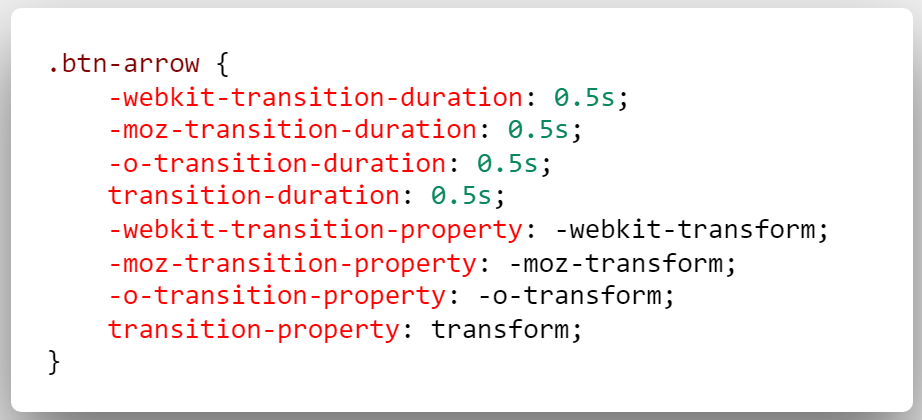 .btn-arrow {
    -webkit-transition-duration: 0.5s;
    -moz-transition-duration: 0.5s;
    -o-transition-duration: 0.5s;
    transition-duration: 0.5s;
    -webkit-transition-property: -webkit-transform;
    -moz-transition-property: -moz-transform;
    -o-transition-property: -o-transform;
    transition-property: transform;
}